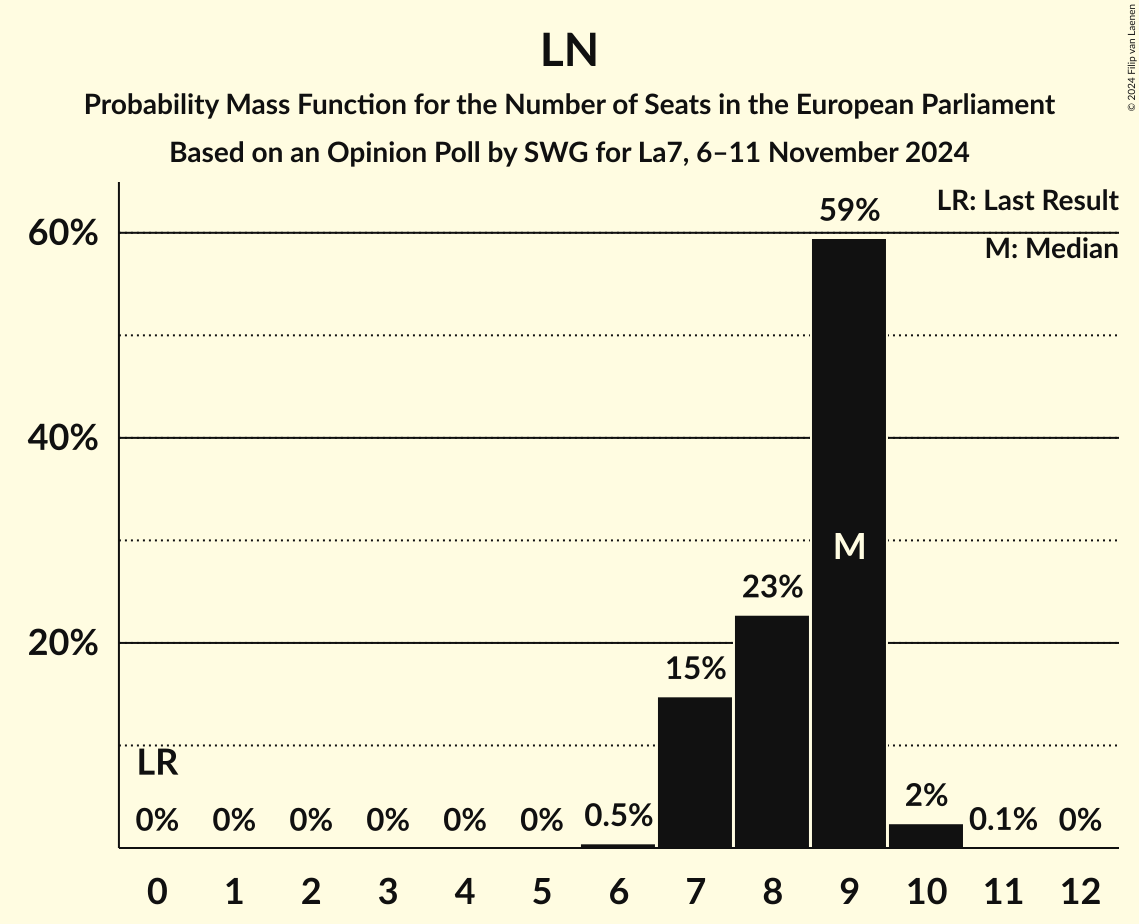 LN
Probability Mass Function for the Number of Seats in the European Parliament
Based on an Opinion Poll by SWG for La7, 6–11 November 2024
© 2024 Filip van Laenen
LR: Last Result
M: Median
60%
40%
20%
LR
M
0%
0%
0%
0%
0%
0%
0.5%
15%
23%
59%
2%
0.1%
0%
0 1 2 3 4 5 6 7 8 9 10 11 12